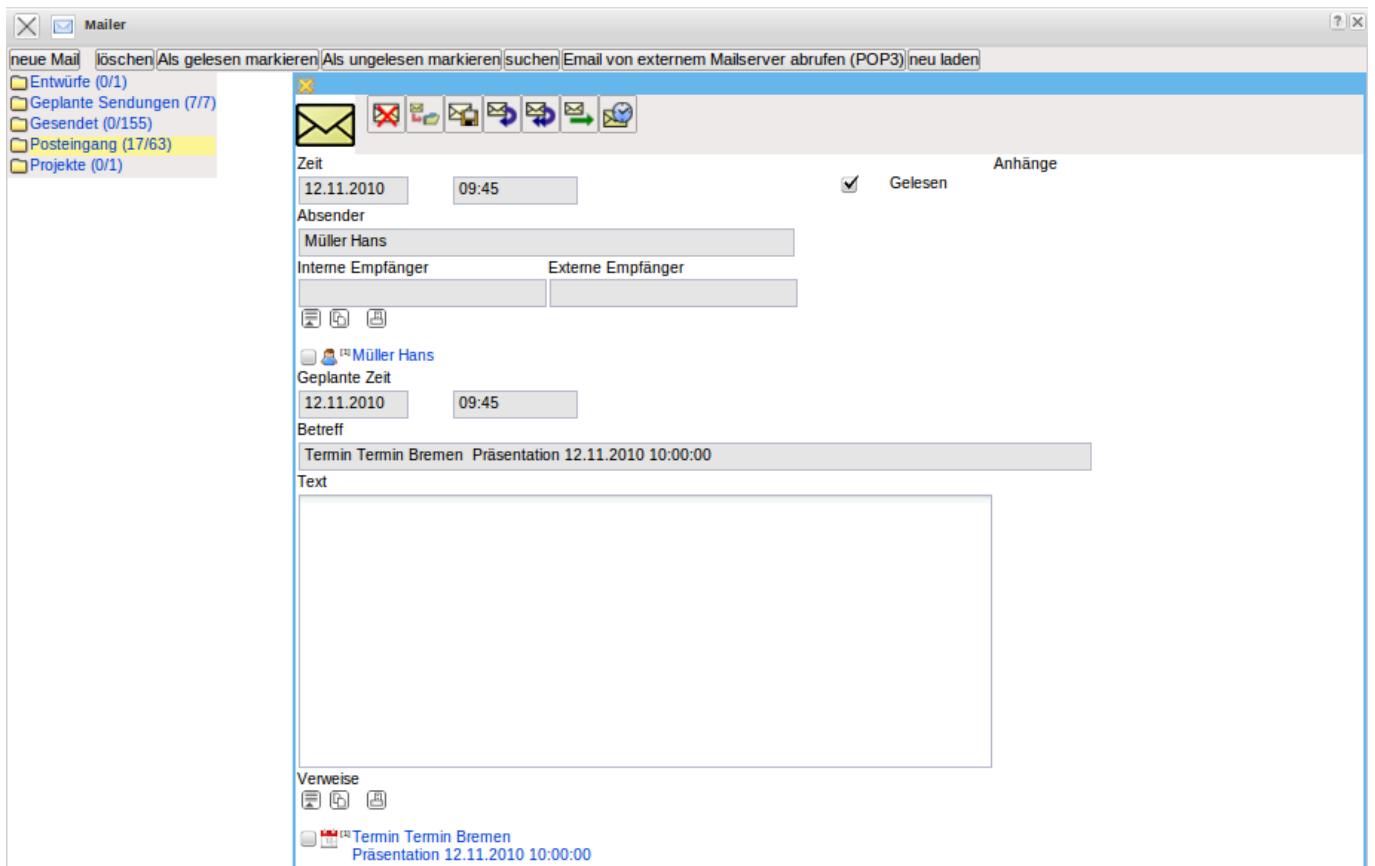 Mailer
neue Mail löschen Als gelesen markieren Als ungelesen markieren suchen Email von externem Mailserver abrufen (POP3) neu laden
Entwürfe (0/1)
Geplante Sendungen (7/7)
Gesendet (0/155)
Posteingang (17/63)
Projekte (0/1)
Zeit Anhänge
12.11.2010 09:45 Gelesen
Absender
Müller Hans
Interne Empfänger Externe Empfänger
[1] Müller Hans
Geplante Zeit
12.11.2010 09:45
Betreff
Termin Termin Bremen Präsentation 12.11.2010 10:00:00
Text
Verweise
[1] Termin Termin Bremen
Präsentation 12.11.2010 10:00:00